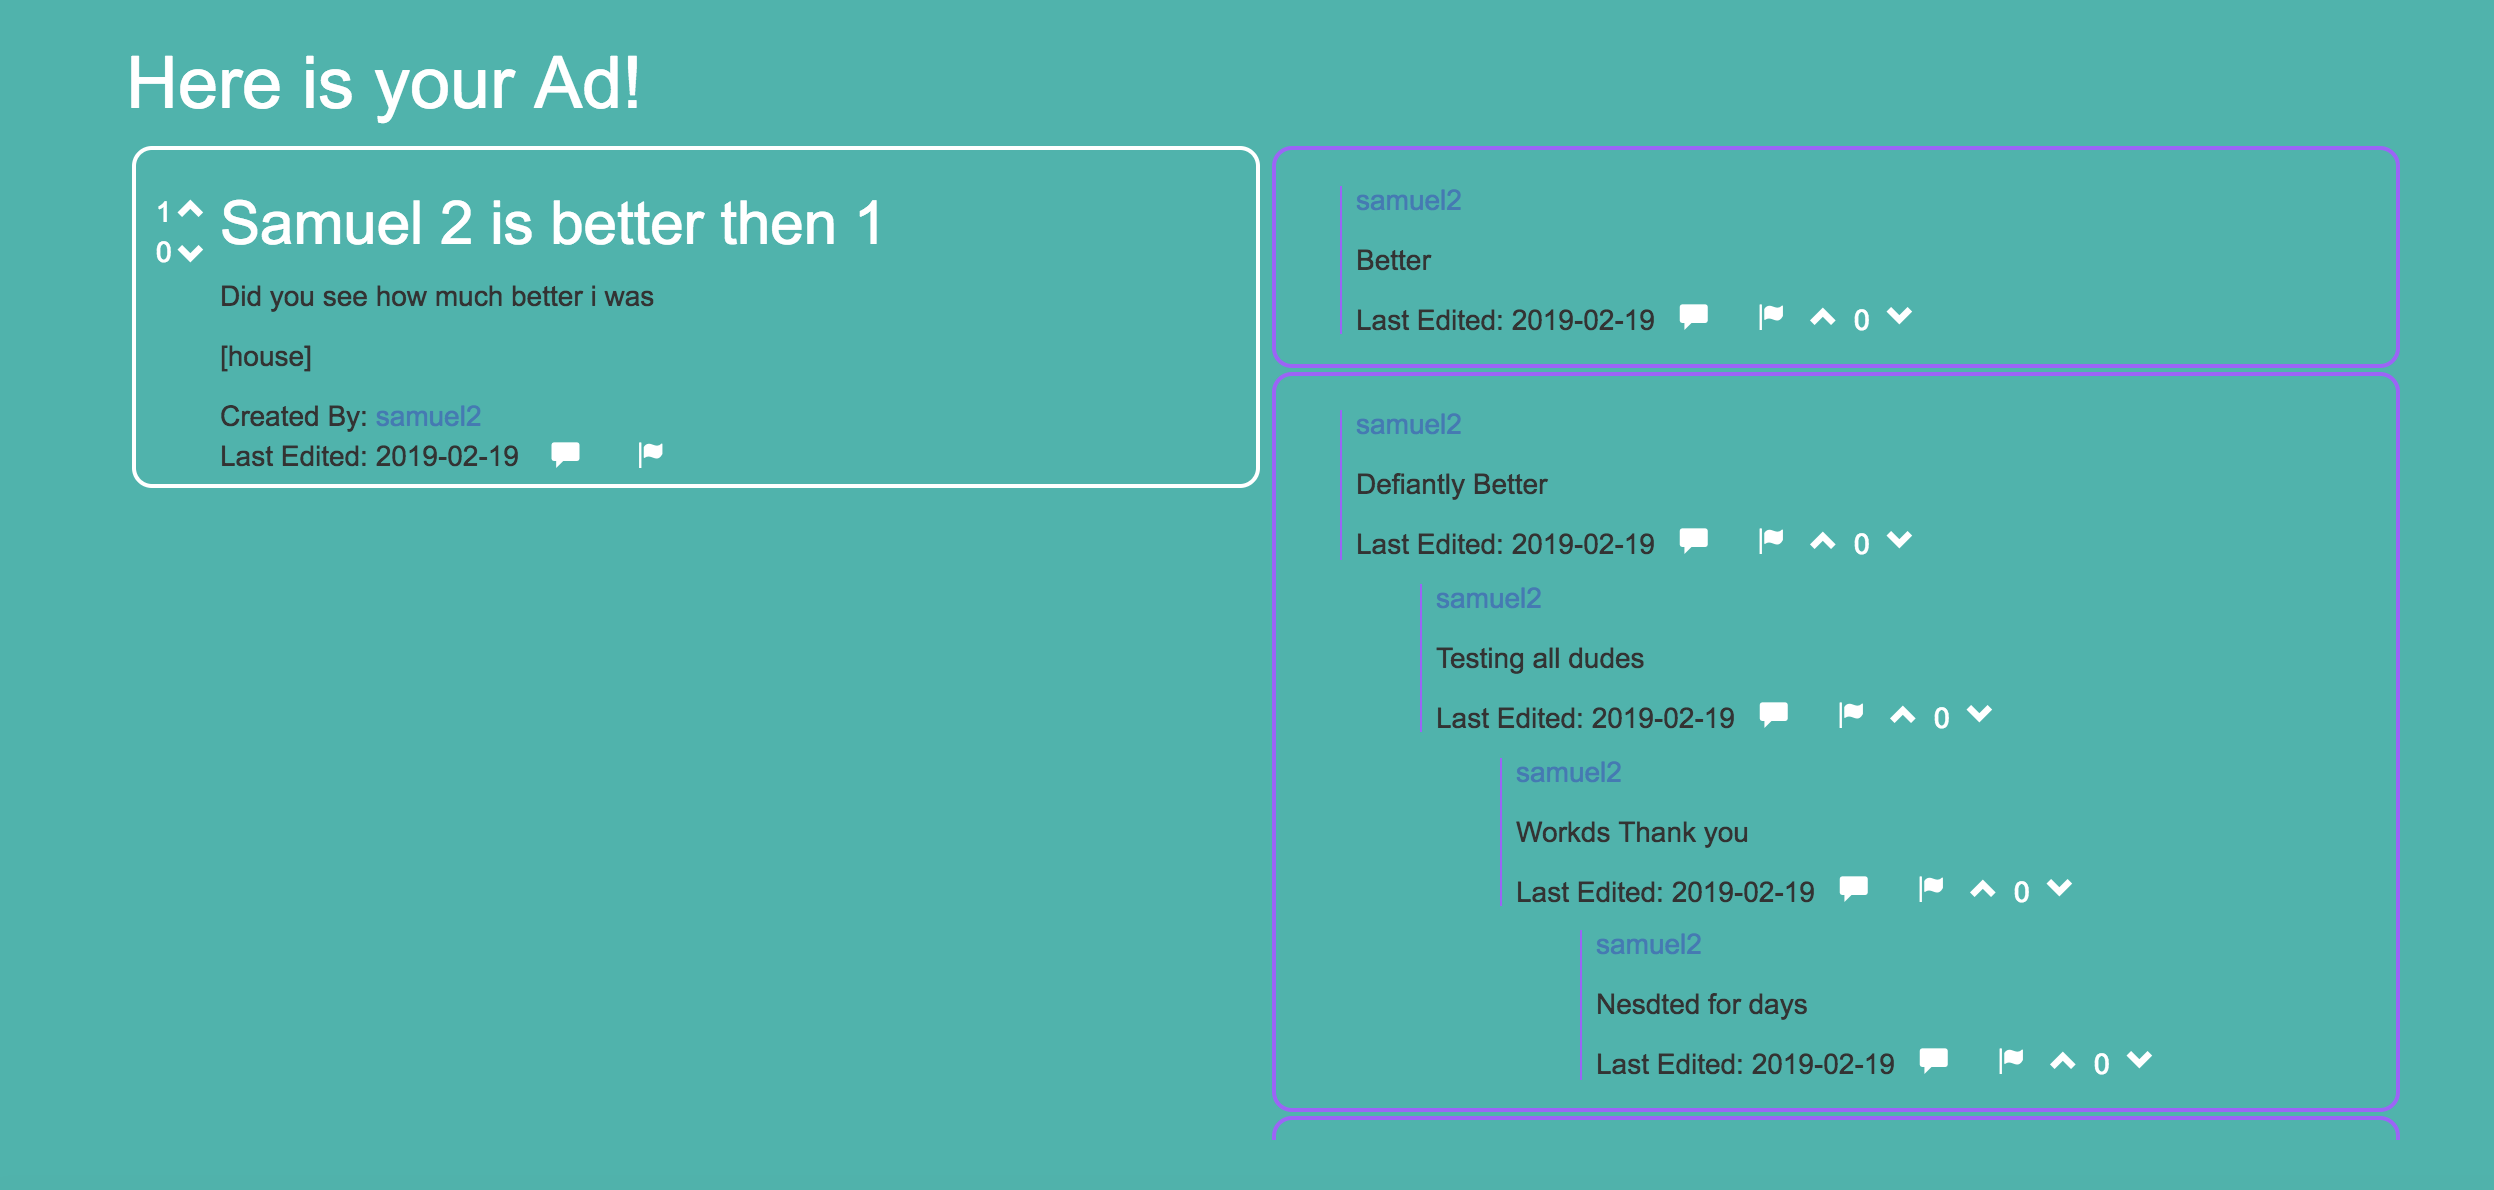 Here is your Ad!
1 Samuel 2 is better then 1
0
Did you see how much better i was
[house]
Created By: samuel2
Last Edited: 2019-02-19
samuel2
Better
Last Edited: 2019-02-19 0
samuel2
Defiantly Better
Last Edited: 2019-02-19 0
samuel2
Testing all dudes
Last Edited: 2019-02-19 0
samuel2
Workds Thank you
Last Edited: 2019-02-19 0
samuel2
Nesdted for days
Last Edited: 2019-02-19 0